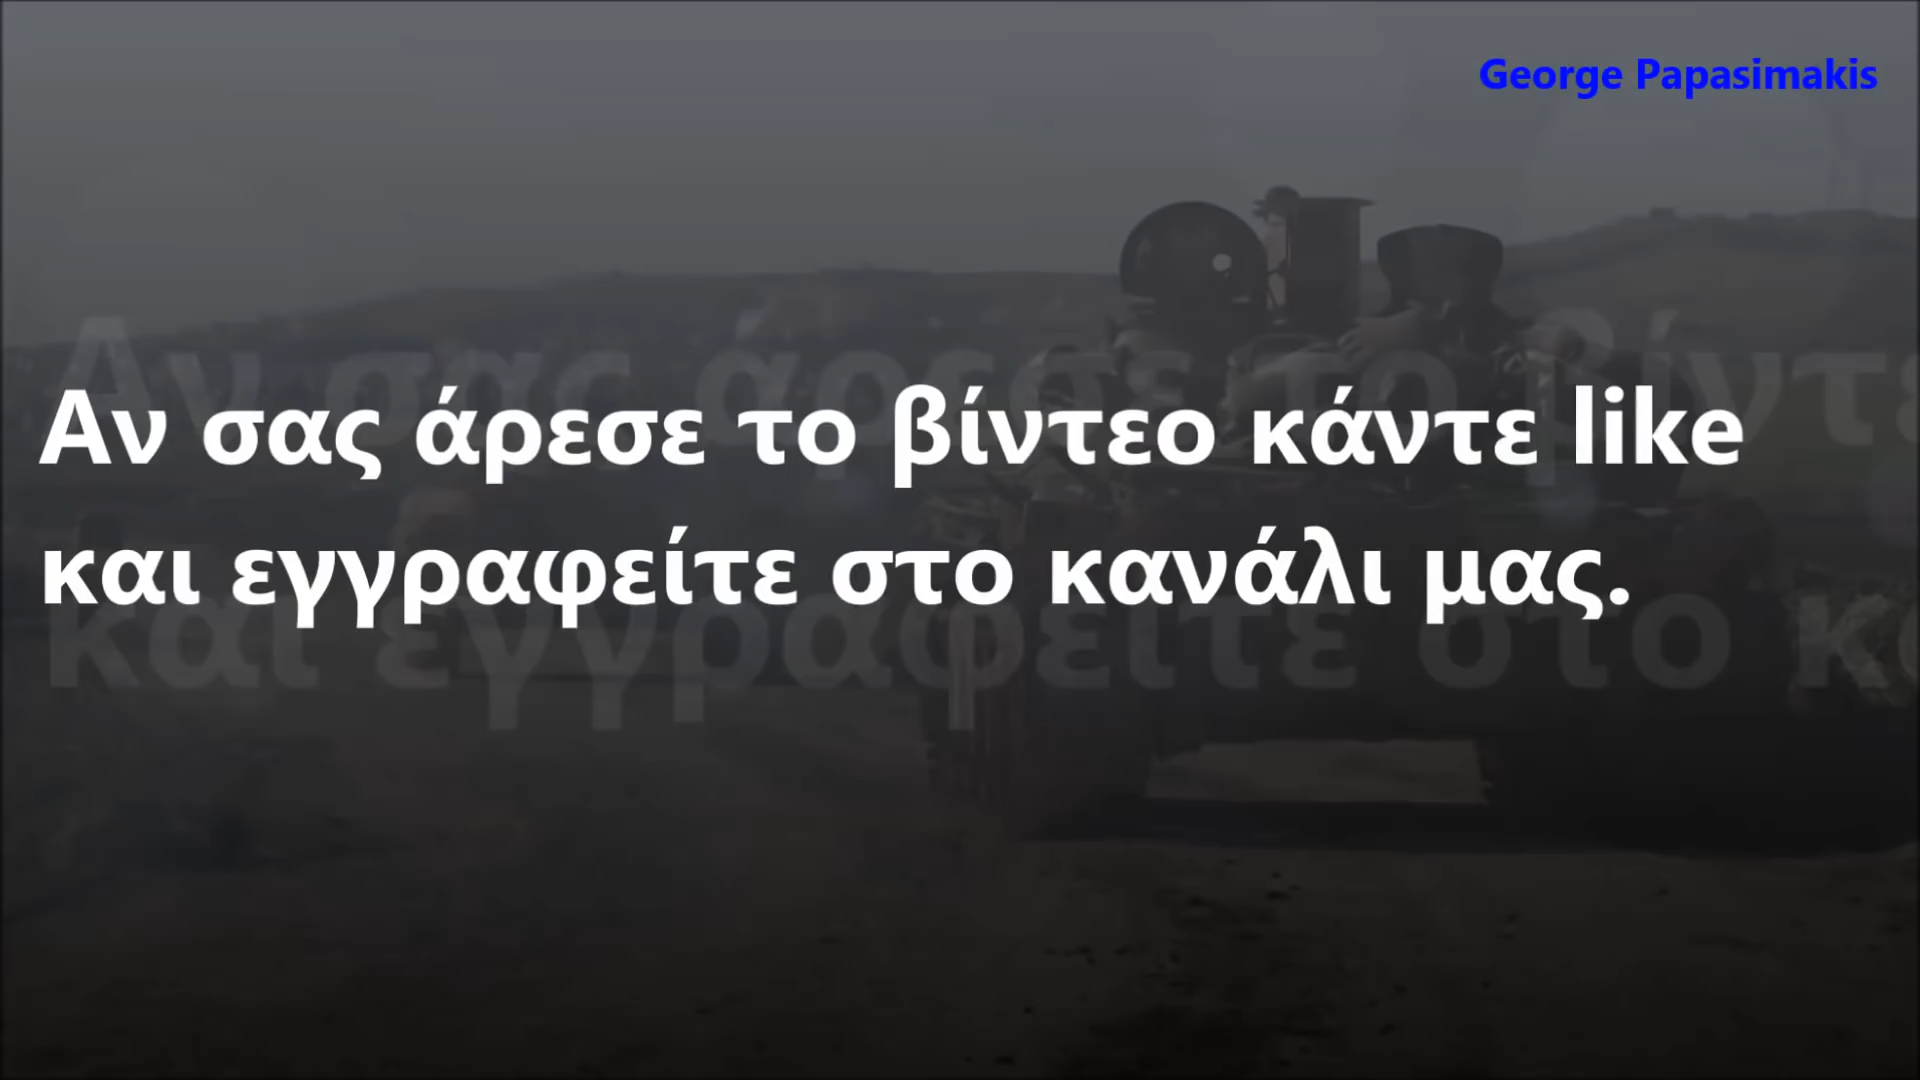 George Papasimakis
Αν σας άρεσε το βίντεο κάντε like
και εγγραφείτε στο κανάλι μας.